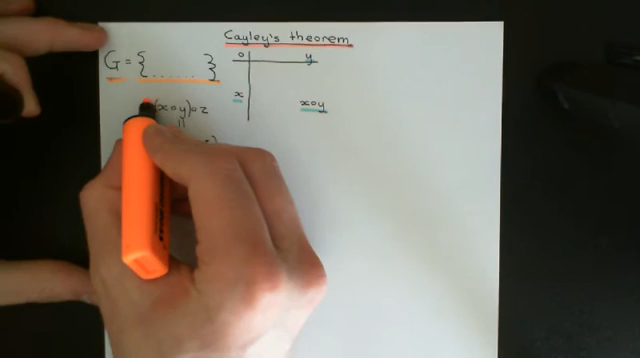 Cayley's theorem
G = { ...... }
o y
x
x o y
(x o y) o z
=